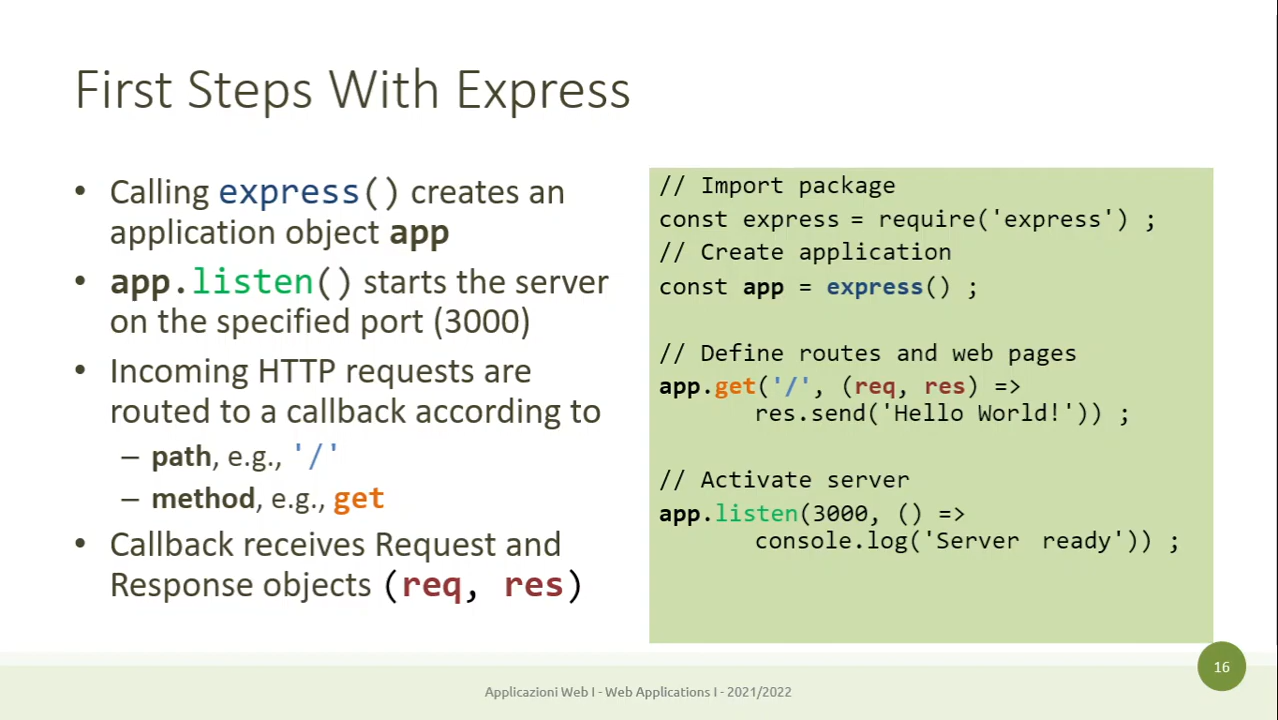 First Steps With Express
• Calling express() creates an
application object app
• app.listen() starts the server
on the specified port (3000)
• Incoming HTTP requests are
routed to a callback according to
– path, e.g., '/'
– method, e.g., get
• Callback receives Request and
Response objects (req, res)
// Import package
const express = require('express') ;
// Create application
const app = express() ;
// Define routes and web pages
app.get('/', (req, res) =>
res.send('Hello World!')) ;
// Activate server
app.listen(3000, () =>
console.log('Server ready')) ;
16
Applicazioni Web I - Web Applications I - 2021/2022